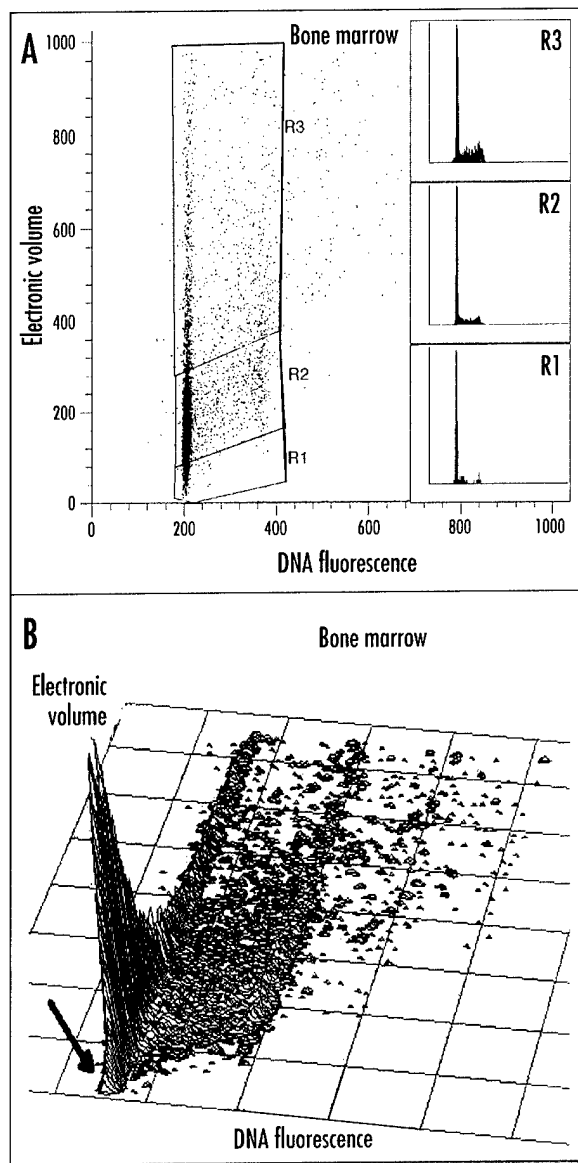 A
Bone marrow
Electronic volume
1000
800
600
400
200
0
R3
R2
R1
0
200
400
600
800
1000
DNA fluorescence
R3
R2
R1
B
Bone marrow
Electronic
volume
DNA fluorescence